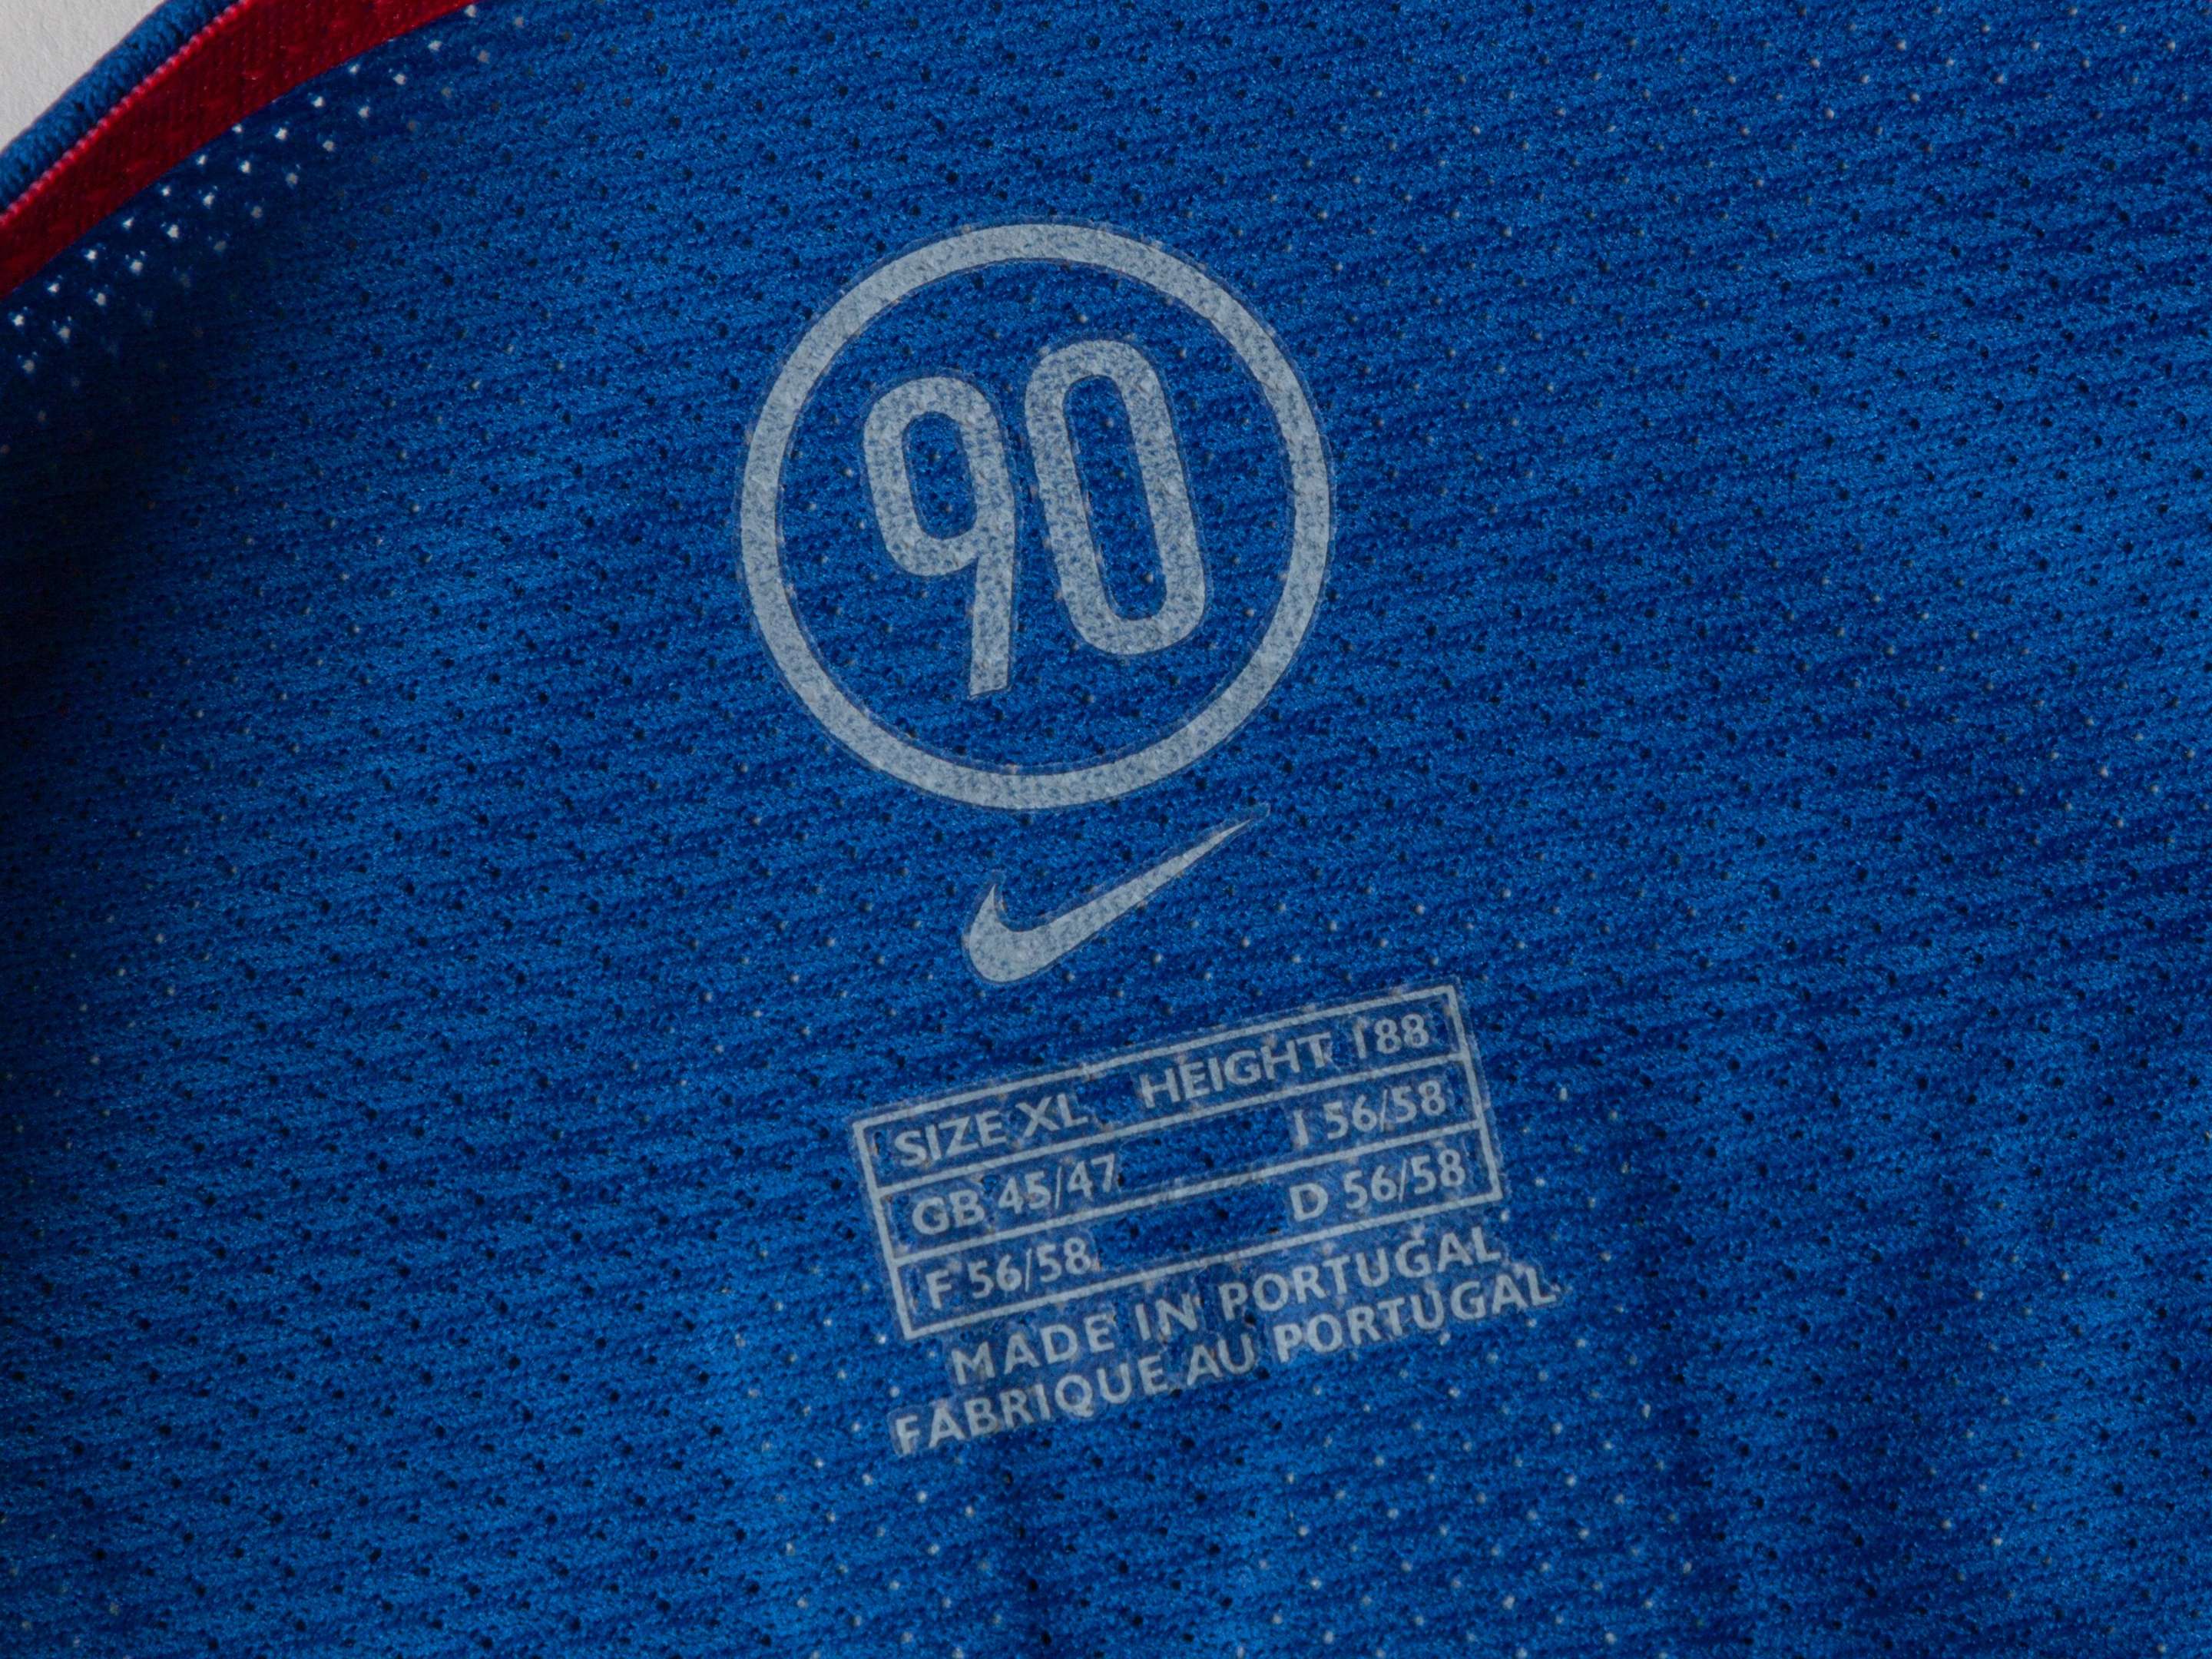 90
SIZE XL HEIGHT 188
GB 45/47 I 56/58
F 56/58 D 56/58
MADE IN PORTUGAL
FABRIQUE AU PORTUGAL